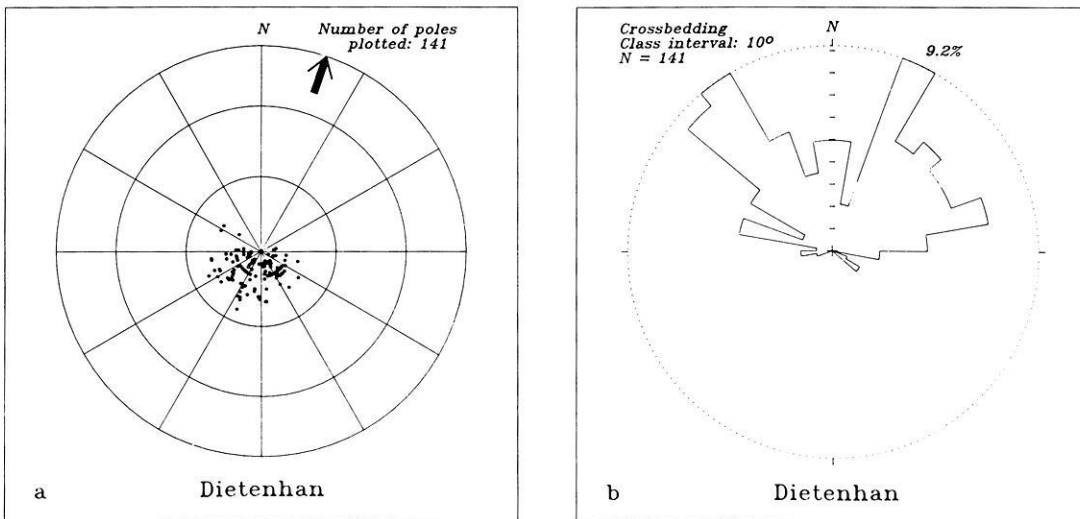 N
Number of poles
plotted: 141
a
Dietenhan
Crossbedding
Class interval: 10°
N = 141
N
9.2%
b
Dietenhan